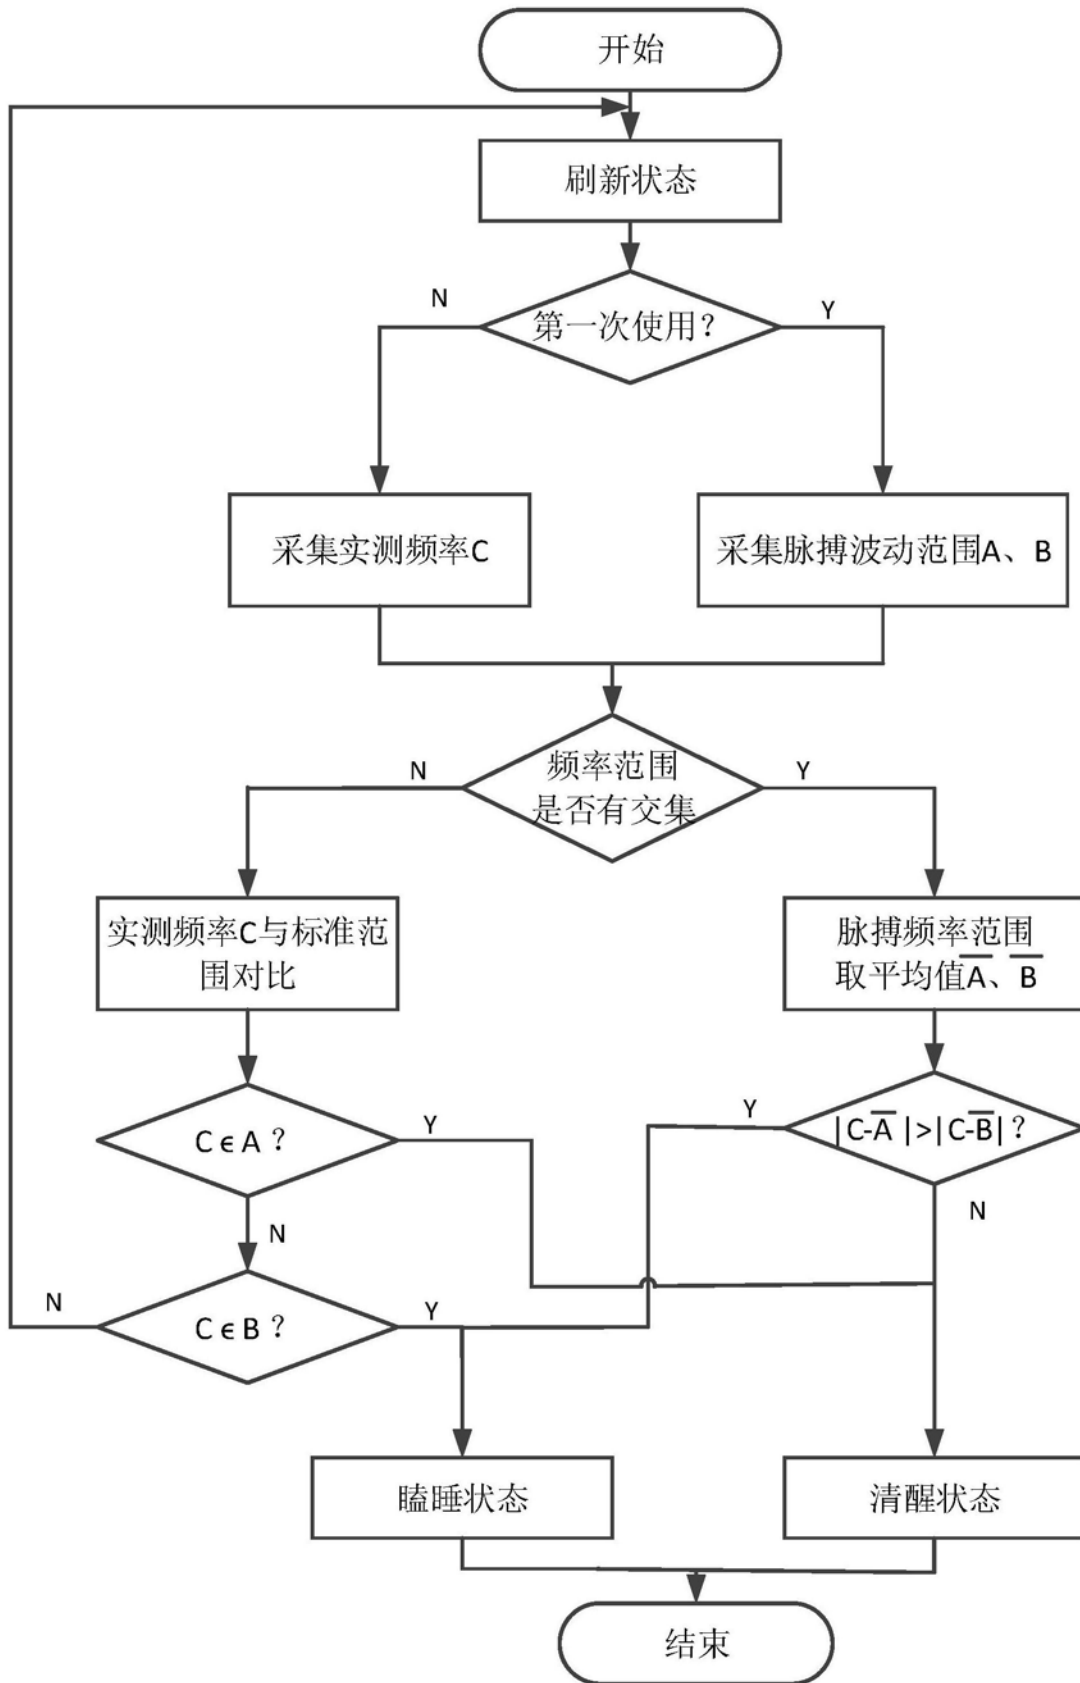 开始
刷新状态
N
第一次使用？
Y
采集实测频率C
采集脉搏波动范围A、B
N
频率范围
是否有交集
Y
实测频率C与标准范
围对比
脉搏频率范围
取平均值A̅、B̅
C ϵ A ？
Y
Y
|C-A̅ |>|C-B̅| ？
N
N
N
C ϵ B ？
Y
瞌睡状态
清醒状态
结束